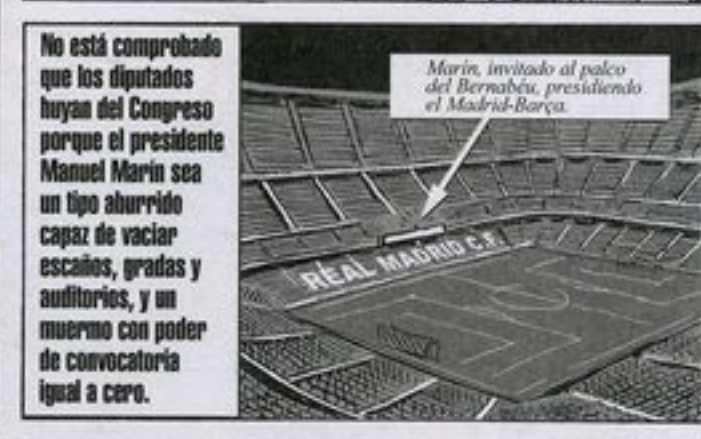 No está comprobado
que los diputados
huyan del Congreso
porque el presidente
Manuel Marín sea
un tipo aburrido
capaz de vaciar
escaños, gradas y
auditorios, y un
muermo con poder
de convocatoria
igual a cero.
Marín, invitado al palco
del Bernabéu, presidiendo
el Madrid-Barça.
REAL MADRID C.F.